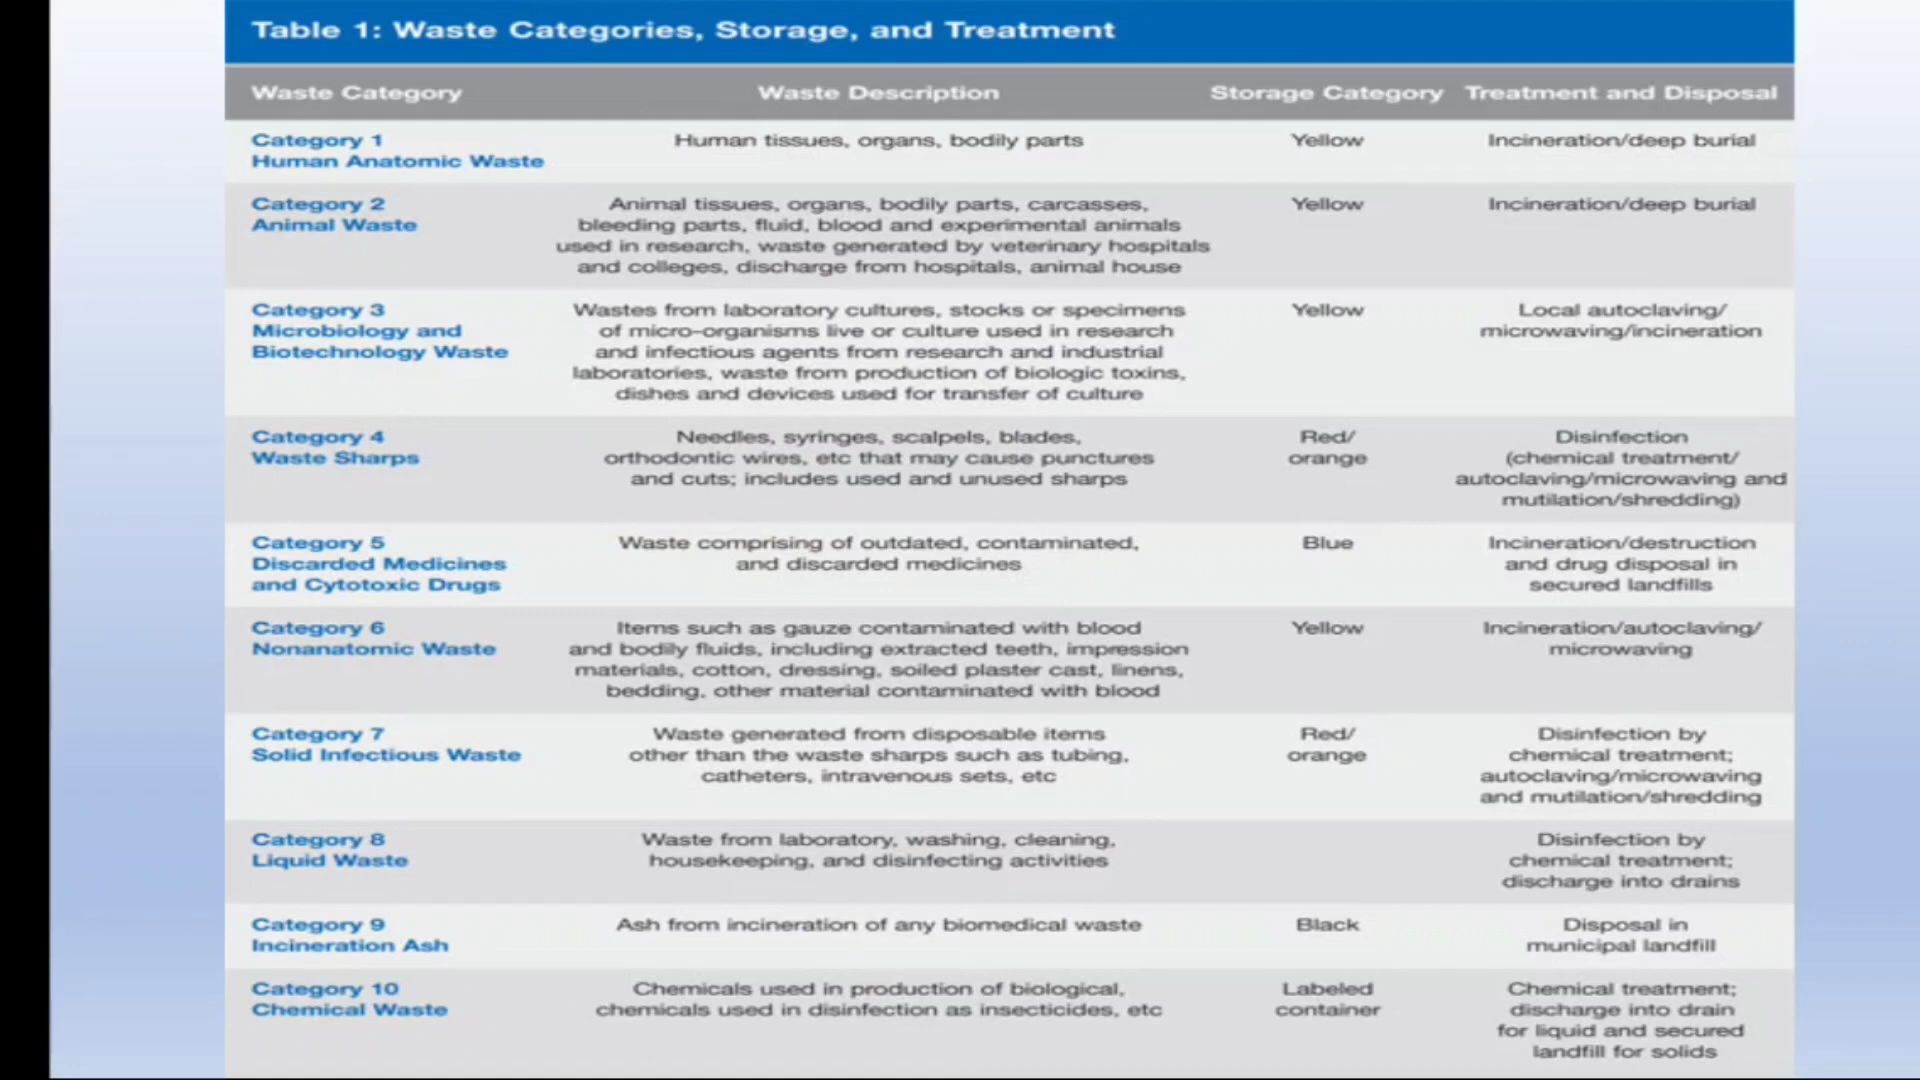 Table 1: Waste Categories, Storage, and Treatment
Waste Category Waste Description Storage Category Treatment and Disposal
Category 1 Human tissues, organs, bodily parts Yellow Incineration/deep burial
Human Anatomic Waste
Category 2 Animal tissues, organs, bodily parts, carcasses, Yellow Incineration/deep burial
Animal Waste bleeding parts, fluid, blood and experimental animals
used in research, waste generated by veterinary hospitals
and colleges, discharge from hospitals, animal house
Category 3 Wastes from laboratory cultures, stocks or specimens Yellow Local autoclaving/
Microbiology and of micro-organisms live or culture used in research microwaving/incineration
Biotechnology Waste and infectious agents from research and industrial
laboratories, waste from production of biologic toxins,
dishes and devices used for transfer of culture
Category 4 Needles, syringes, scalpels, blades, Red/ Disinfection
Waste Sharps orthodontic wires, etc that may cause punctures orange (chemical treatment/
and cuts; includes used and unused sharps autoclaving/microwaving and
mutilation/shredding)
Category 5 Waste comprising of outdated, contaminated, Blue Incineration/destruction
Discarded Medicines and discarded medicines and drug disposal in
and Cytotoxic Drugs secured landfills
Category 6 Items such as gauze contaminated with blood Yellow Incineration/autoclaving/
Nonanatomic Waste and bodily fluids, including extracted teeth, impression microwaving
materials, cotton, dressing, soiled plaster cast, linens,
bedding, other material contaminated with blood
Category 7 Waste generated from disposable items Red/ Disinfection by
Solid Infectious Waste other than the waste sharps such as tubing, orange chemical treatment;
catheters, intravenous sets, etc autoclaving/microwaving
and mutilation/shredding
Category 8 Waste from laboratory, washing, cleaning, Disinfection by
Liquid Waste housekeeping, and disinfecting activities chemical treatment;
discharge into drains
Category 9 Ash from incineration of any biomedical waste Black Disposal in
Incineration Ash municipal landfill
Category 10 Chemicals used in production of biological, Labeled Chemical treatment;
Chemical Waste chemicals used in disinfection as insecticides, etc container discharge into drain
for liquid and secured
landfill for solids